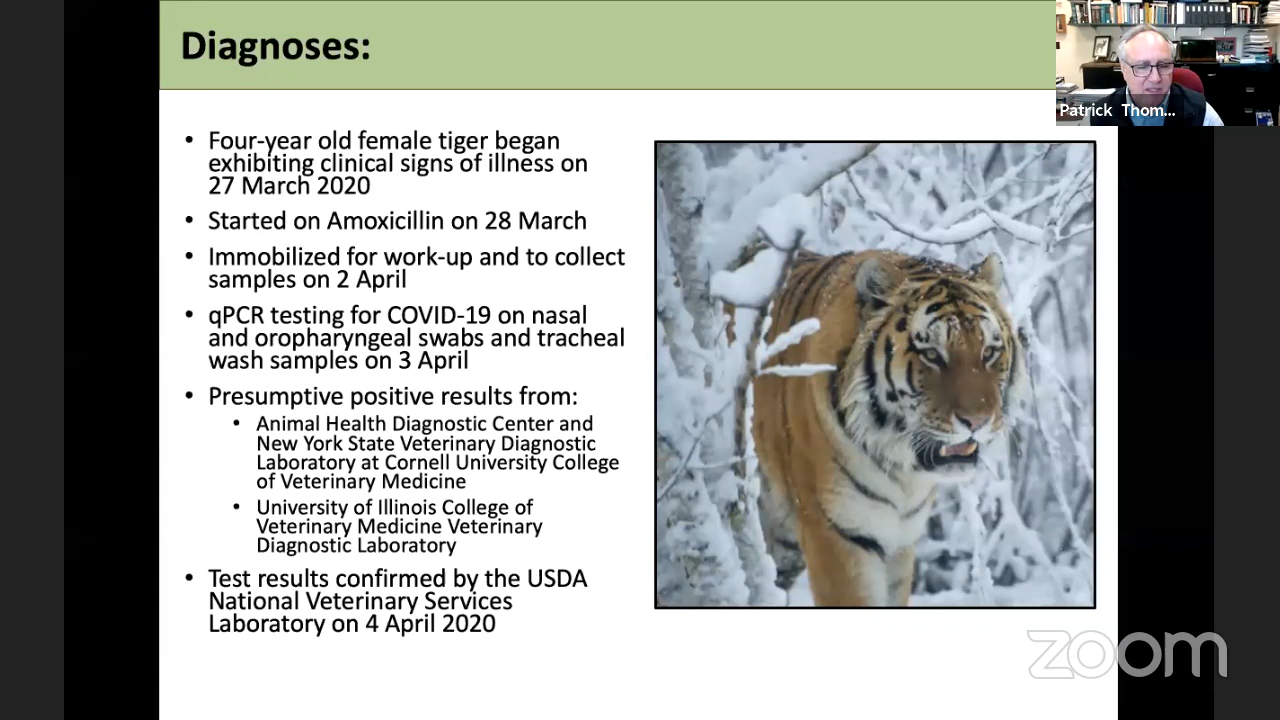 Diagnoses:
Patrick Thom...
• Four-year old female tiger began
exhibiting clinical signs of illness on
27 March 2020
• Started on Amoxicillin on 28 March
• Immobilized for work-up and to collect
samples on 2 April
• qPCR testing for COVID-19 on nasal
and oropharyngeal swabs and tracheal
wash samples on 3 April
• Presumptive positive results from:
• Animal Health Diagnostic Center and
New York State Veterinary Diagnostic
Laboratory at Cornell University College
of Veterinary Medicine
• University of Illinois College of
Veterinary Medicine Veterinary
Diagnostic Laboratory
• Test results confirmed by the USDA
National Veterinary Services
Laboratory on 4 April 2020
zoom